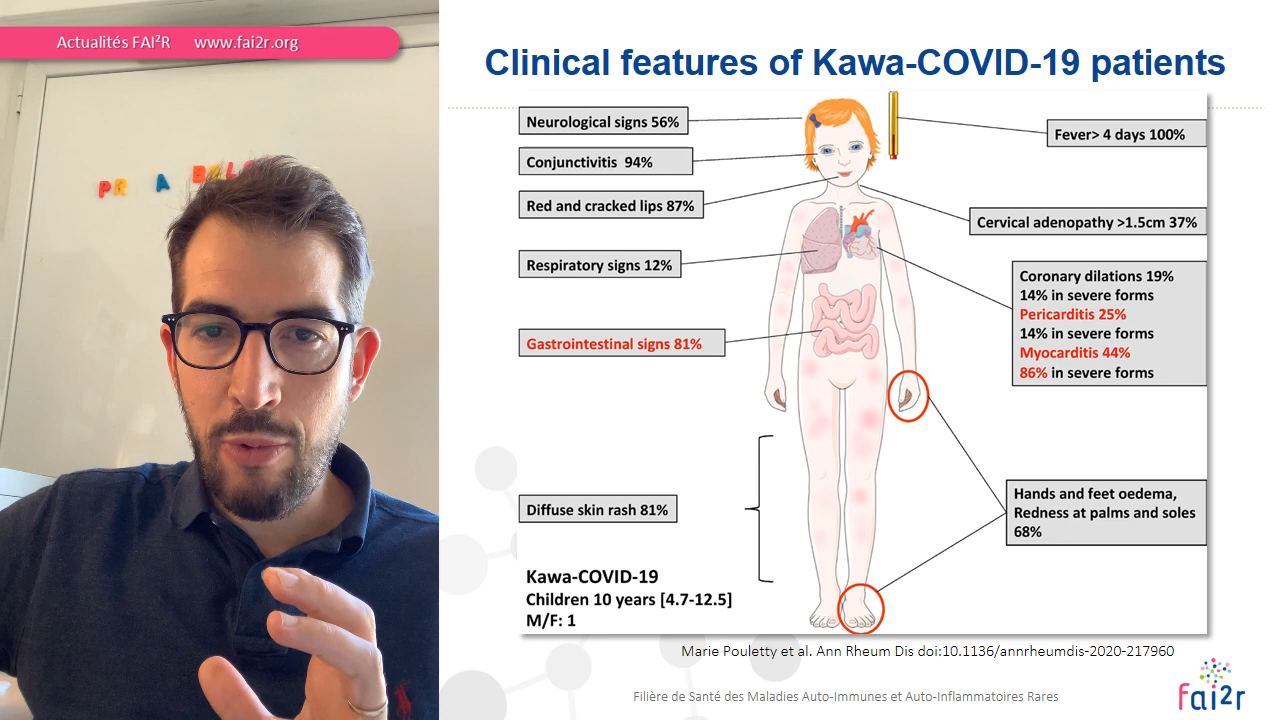 Actualités FAI²R www.fai2r.org
PR A
Clinical features of Kawa-COVID-19 patients
Neurological signs 56%
Fever> 4 days 100%
Conjunctivitis 94%
Red and cracked lips 87%
Cervical adenopathy >1.5cm 37%
Respiratory signs 12%
Coronary dilations 19%
14% in severe forms
Pericarditis 25%
14% in severe forms
Myocarditis 44%
86% in severe forms
Gastrointestinal signs 81%
Diffuse skin rash 81%
Hands and feet oedema,
Redness at palms and soles
68%
Kawa-COVID-19
Children 10 years [4.7-12.5]
M/F: 1
Marie Pouletty et al. Ann Rheum Dis doi:10.1136/annrheumdis-2020-217960
Filière de Santé des Maladies Auto-Immunes et Auto-Inflammatoires Rares
fai2r